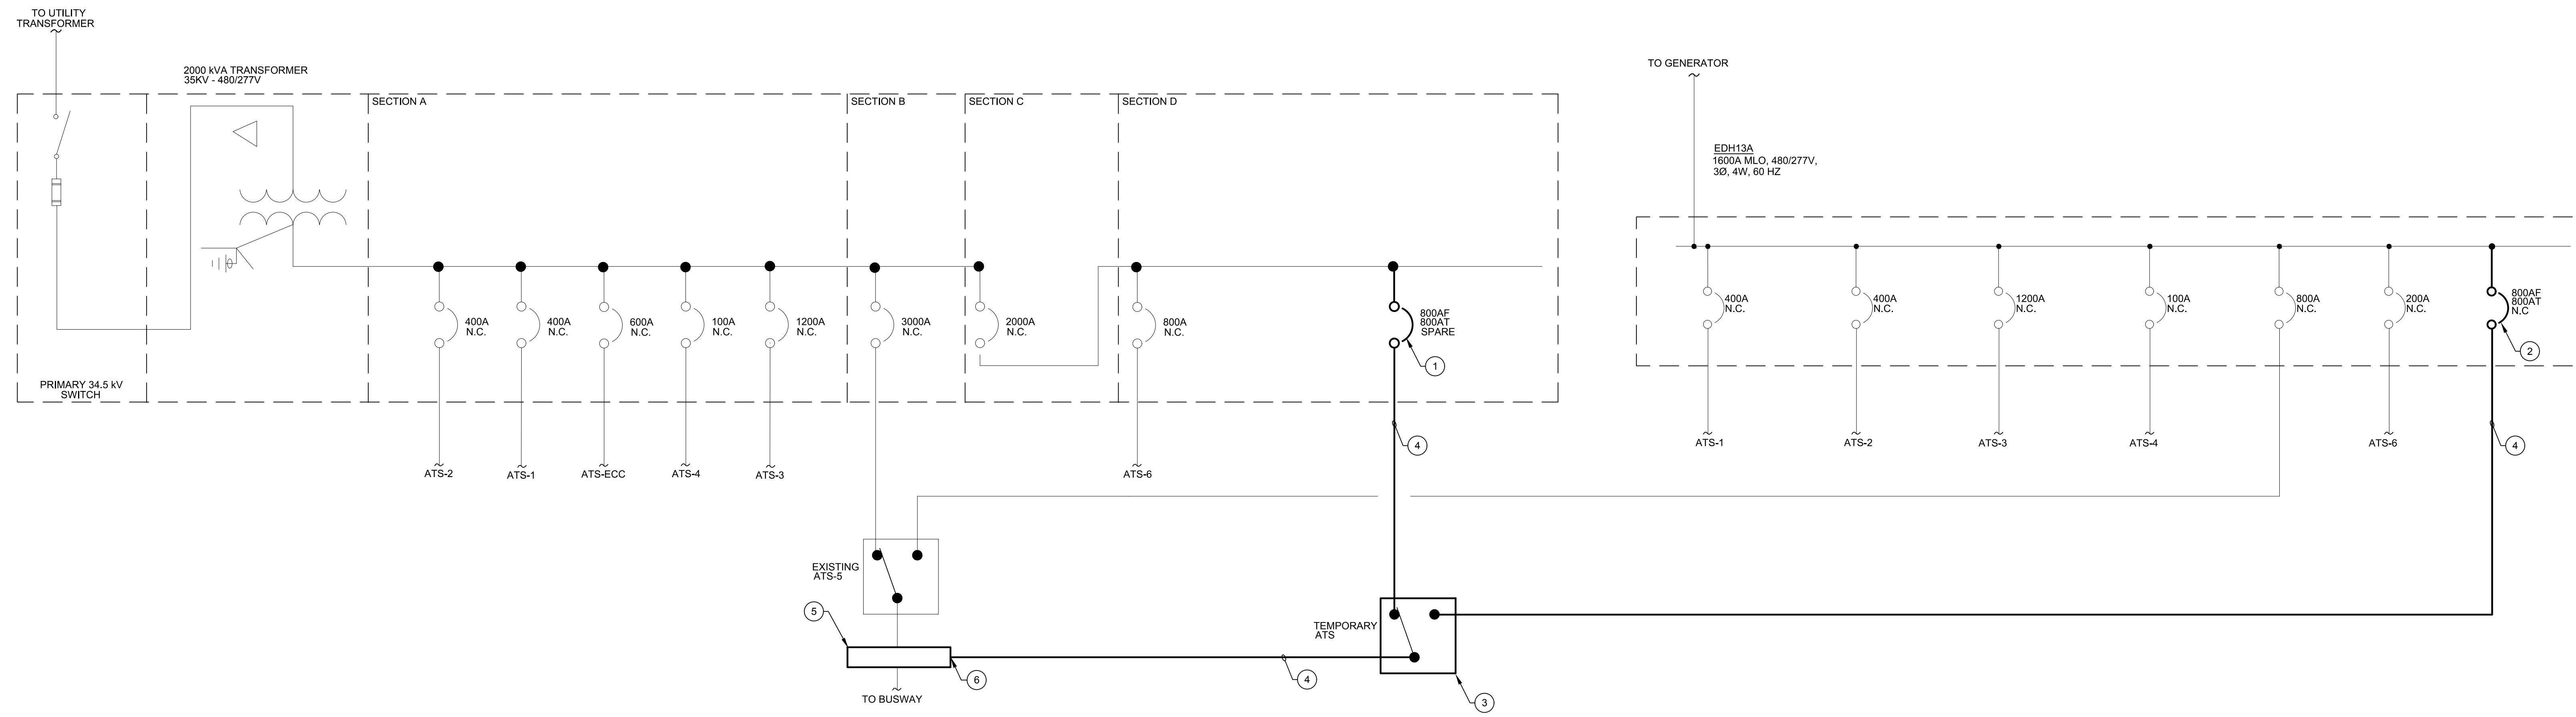 TO UTILITY
TRANSFORMER
2000 kVA TRANSFORMER
35KV - 480/277V
PRIMARY 34.5 kV
SWITCH
SECTION A
SECTION B
SECTION C
SECTION D
400A
N.C.
400A
N.C.
600A
N.C.
100A
N.C.
1200A
N.C.
3000A
N.C.
2000A
N.C.
800A
N.C.
800AF
800AT
SPARE
1
4
ATS-2
ATS-1
ATS-ECC
ATS-4
ATS-3
ATS-6
TO GENERATOR
EDH13A
1600A MLO, 480/277V,
3Ø, 4W, 60 HZ
400A
N.C.
400A
N.C.
1200A
N.C.
100A
N.C.
800A
N.C.
200A
N.C.
800AF
800AT
N.C
2
4
ATS-1
ATS-2
ATS-3
ATS-4
ATS-6
EXISTING
ATS-5
5
6
TO BUSWAY
4
TEMPORARY
ATS
3